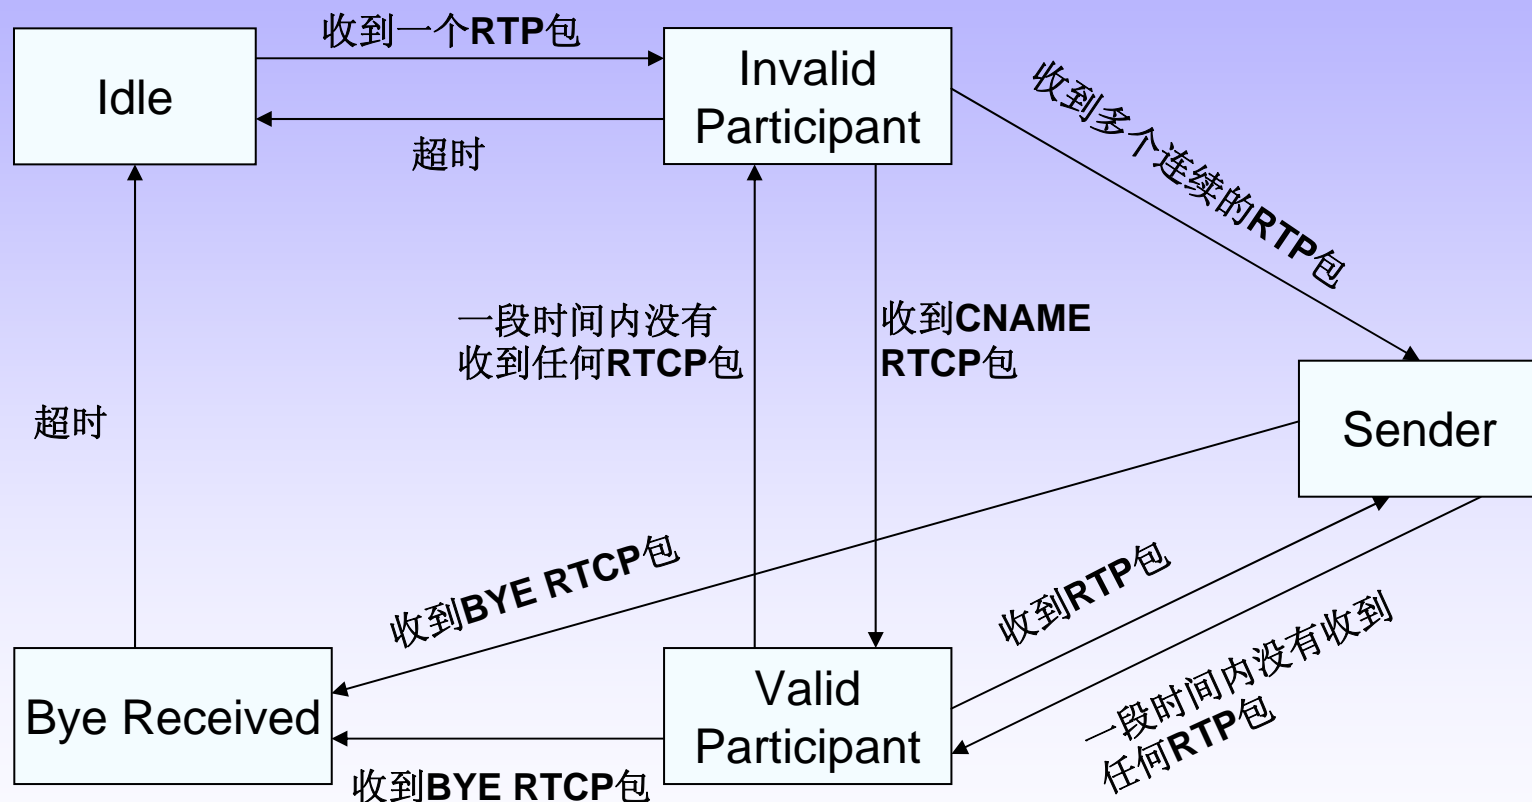 收到一个RTP包
Idle
Invalid
Participant
超时
收到多个连续的RTP包
一段时间内没有
收到任何RTCP包
收到CNAME
RTCP包
超时
Sender
收到BYE RTCP包
收到RTP包
一段时间内没有收到
任何RTP包
Bye Received
Valid
Participant
收到BYE RTCP包